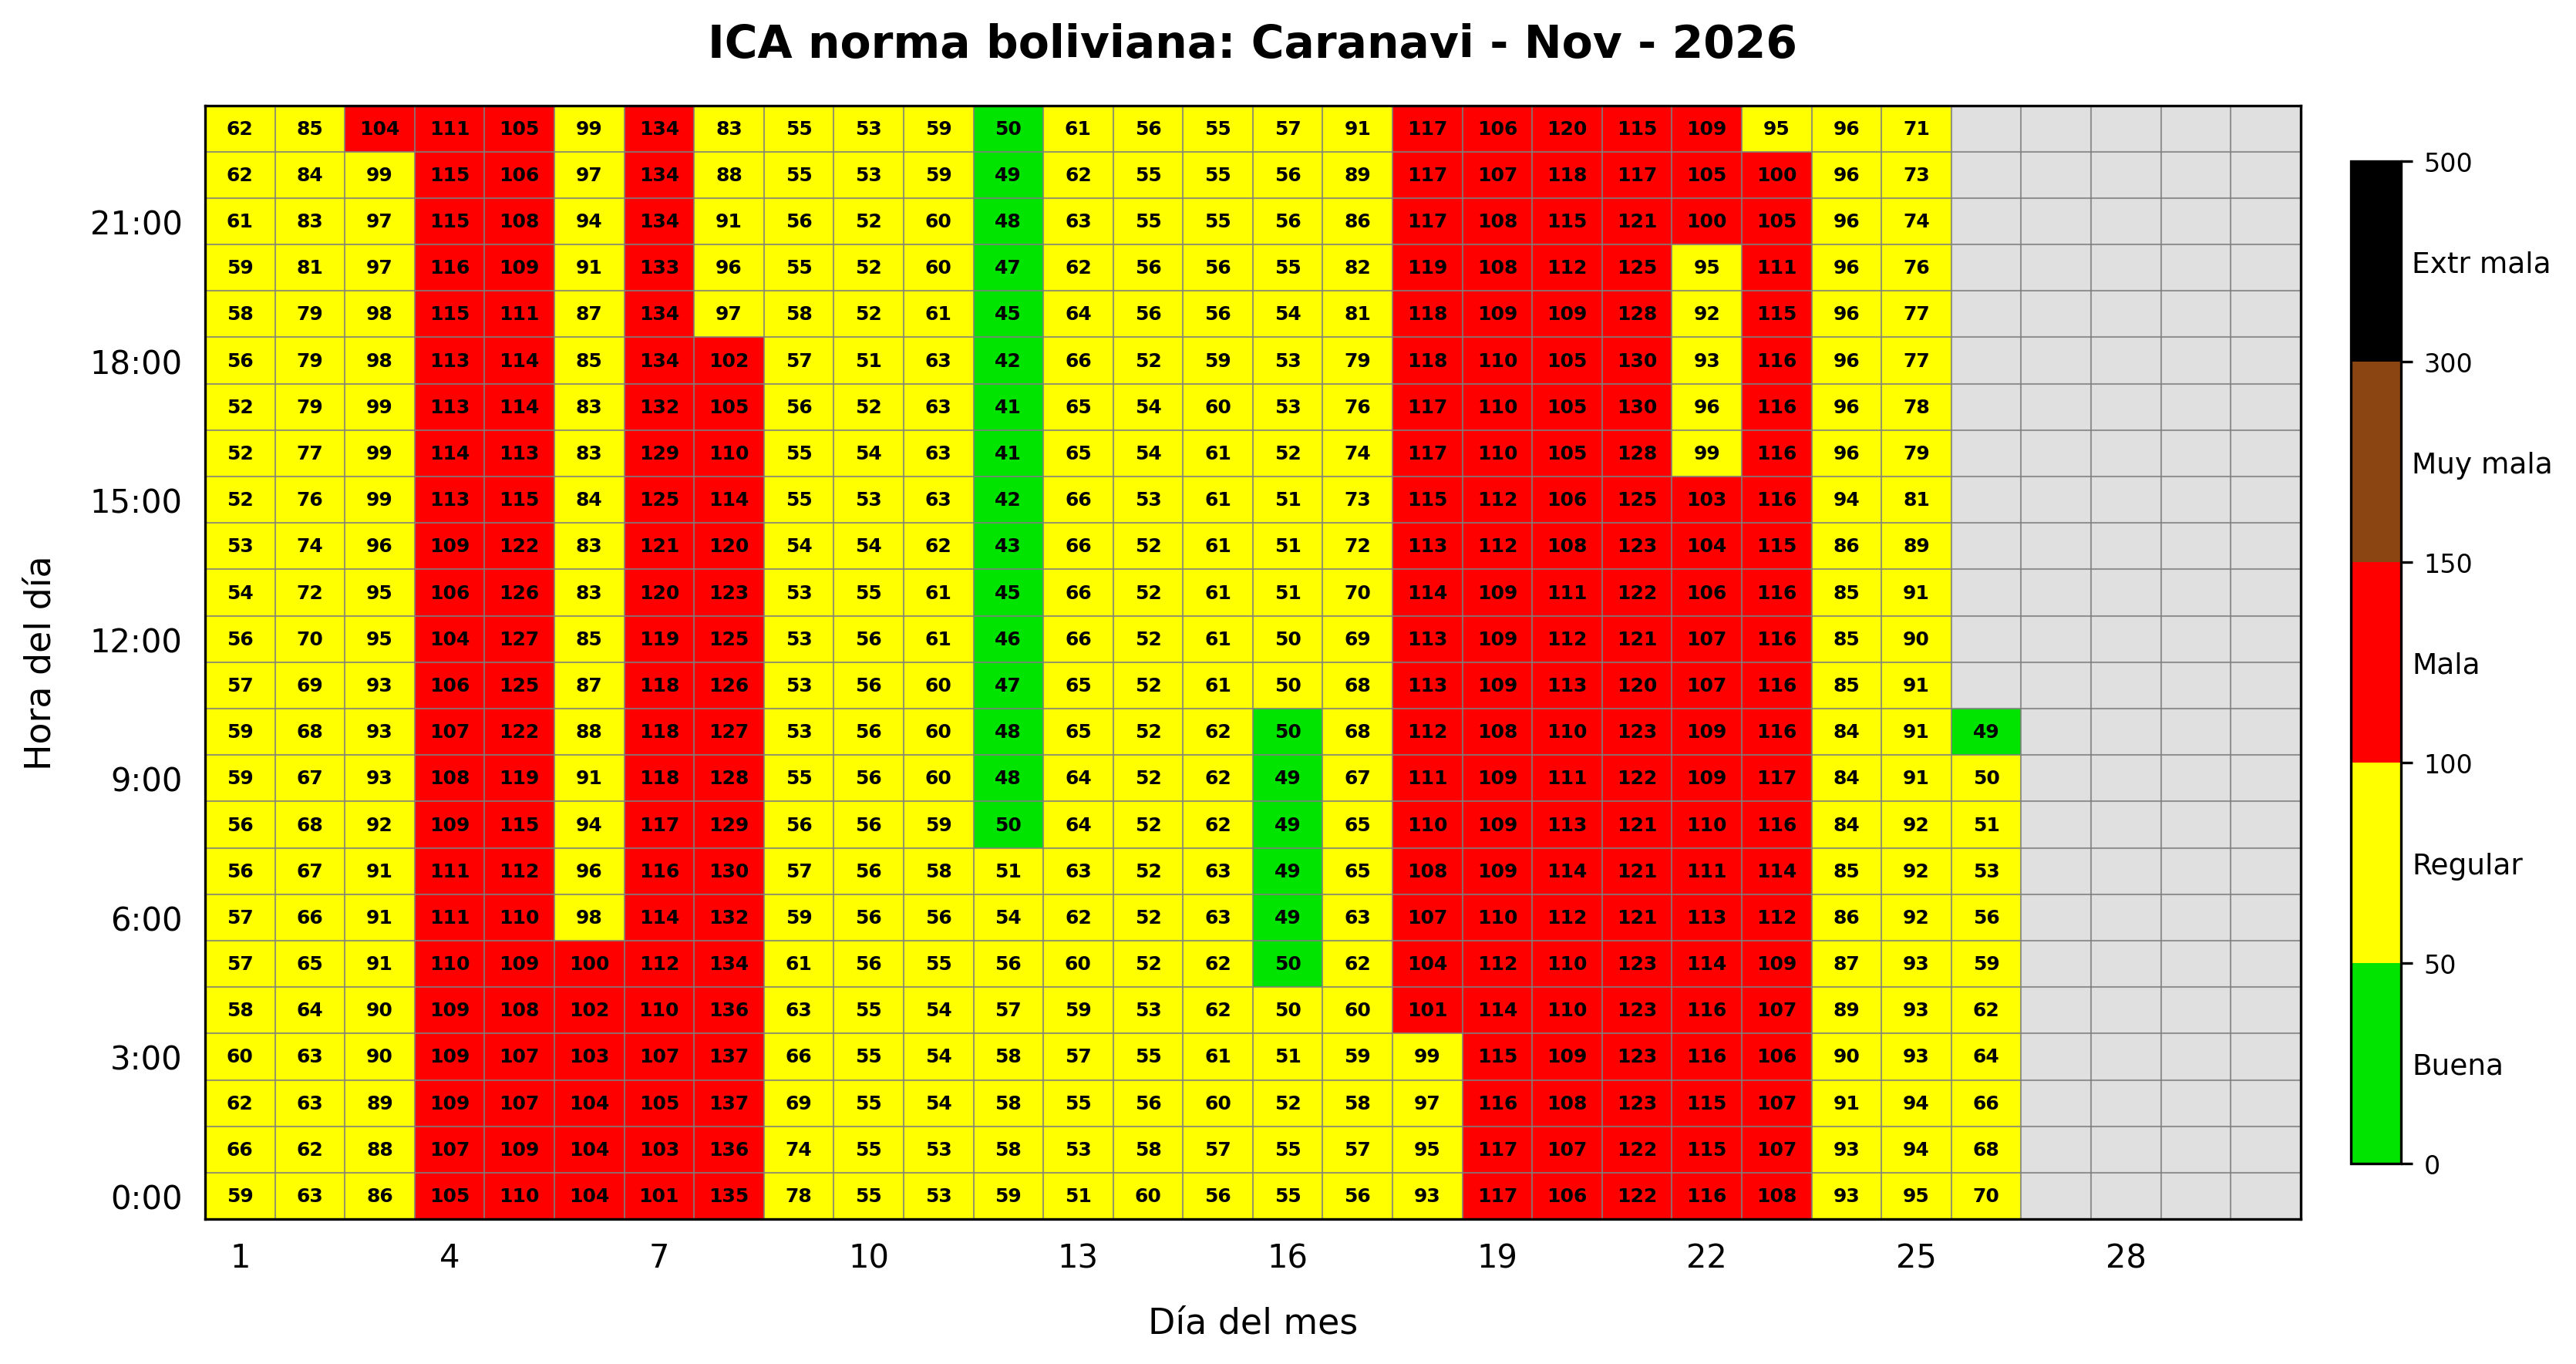 ICA norma boliviana: Caranavi - Nov - 2026
62 85 104 111 105 99 134 83 55 53 59 50 61 56 55 57 91 117 106 120 115 109 95 96 71
62 84 99 115 106 97 134 88 55 53 59 49 62 55 55 56 89 117 107 118 117 105 100 96 73
21:00 61 83 97 115 108 94 134 91 56 52 60 48 63 55 55 56 86 117 108 115 121 100 105 96 74
59 81 97 116 109 91 133 96 55 52 60 47 62 56 56 55 82 119 108 112 125 95 111 96 76
58 79 98 115 111 87 134 97 58 52 61 45 64 56 56 54 81 118 109 109 128 92 115 96 77
18:00 56 79 98 113 114 85 134 102 57 51 63 42 66 52 59 53 79 118 110 105 130 93 116 96 77
52 79 99 113 114 83 132 105 56 52 63 41 65 54 60 53 76 117 110 105 130 96 116 96 78
52 77 99 114 113 83 129 110 55 54 63 41 65 54 61 52 74 117 110 105 128 99 116 96 79
15:00 52 76 99 113 115 84 125 114 55 53 63 42 66 53 61 51 73 115 112 106 125 103 116 94 81
53 74 96 109 122 83 121 120 54 54 62 43 66 52 61 51 72 113 112 108 123 104 115 86 89
54 72 95 106 126 83 120 123 53 55 61 45 66 52 61 51 70 114 109 111 122 106 116 85 91
12:00 56 70 95 104 127 85 119 125 53 56 61 46 66 52 61 50 69 113 109 112 121 107 116 85 90
57 69 93 106 125 87 118 126 53 56 60 47 65 52 61 50 68 113 109 113 120 107 116 85 91
59 68 93 107 122 88 118 127 53 56 60 48 65 52 62 50 68 112 108 110 123 109 116 84 91 49
9:00 59 67 93 108 119 91 118 128 55 56 60 48 64 52 62 49 67 111 109 111 122 109 117 84 91 50
56 68 92 109 115 94 117 129 56 56 59 50 64 52 62 49 65 110 109 113 121 110 116 84 92 51
56 67 91 111 112 96 116 130 57 56 58 51 63 52 63 49 65 108 109 114 121 111 114 85 92 53
6:00 57 66 91 111 110 98 114 132 59 56 56 54 62 52 63 49 63 107 110 112 121 113 112 86 92 56
57 65 91 110 109 100 112 134 61 56 55 56 60 52 62 50 62 104 112 110 123 114 109 87 93 59
58 64 90 109 108 102 110 136 63 55 54 57 59 53 62 50 60 101 114 110 123 116 107 89 93 62
3:00 60 63 90 109 107 103 107 137 66 55 54 58 57 55 61 51 59 99 115 109 123 116 106 90 93 64
62 63 89 109 107 104 105 137 69 55 54 58 55 56 60 52 58 97 116 108 123 115 107 91 94 66
66 62 88 107 109 104 103 136 74 55 53 58 53 58 57 55 57 95 117 107 122 115 107 93 94 68
0:00 59 63 86 105 110 104 101 135 78 55 53 59 51 60 56 55 56 93 117 106 122 116 108 93 95 70
1 4 7 10 13 16 19 22 25 28
Día del mes
Hora del día
500
Extr mala
300
Muy mala
150
Mala
100
Regular
50
Buena
0